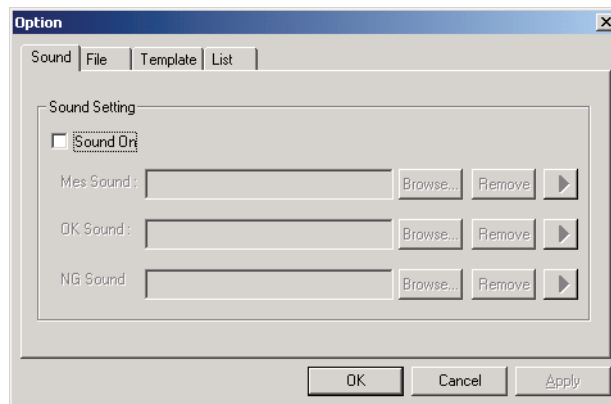 Option
Sound File Template List
Sound Setting
Sound On
Mes Sound : Browse... Remove
OK Sound : Browse... Remove
NG Sound Browse... Remove
OK Cancel Apply